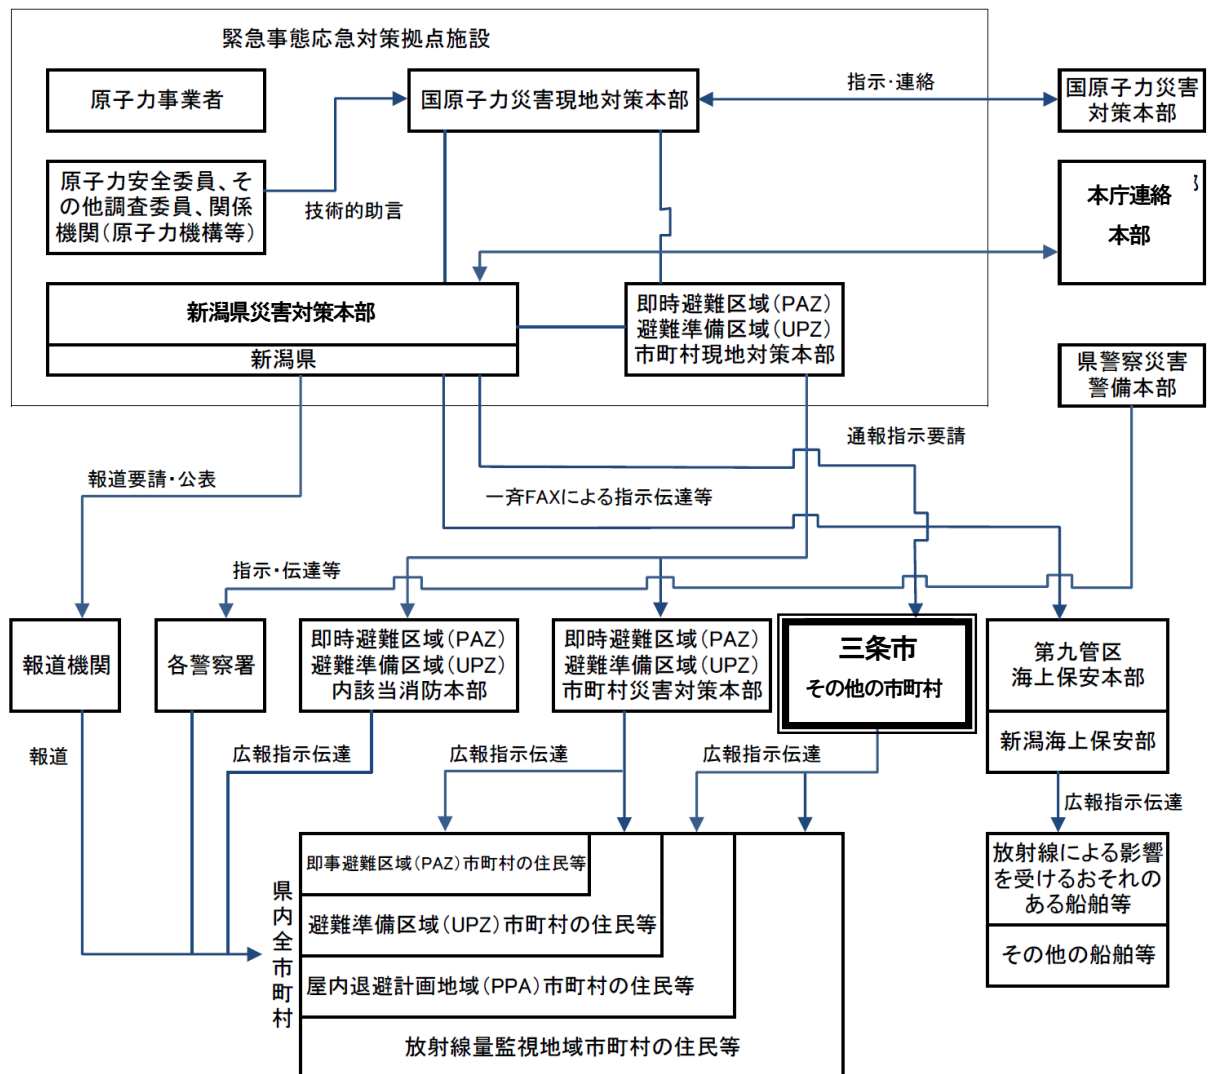 緊急事態応急対策拠点施設
原子力事業者
国原子力災害現地対策本部
指示・連絡
国原子力災害
対策本部
原子力安全委員、そ
の他調査委員、関係
機関(原子力機構等)
技術的助言
本庁連絡
本部
新潟県災害対策本部
新潟県
即時避難区域(PAZ)
避難準備区域(UPZ)
市町村現地対策本部
県警察災害
警備本部
通報指示要請
報道要請・公表
一斉FAXによる指示伝達等
指示・伝達等
報道機関
各警察署
即時避難区域(PAZ)
避難準備区域(UPZ)
内該当消防本部
即時避難区域(PAZ)
避難準備区域(UPZ)
市町村災害対策本部
三条市
その他の市町村
第九管区
海上保安本部
新潟海上保安部
報道
広報指示伝達
広報指示伝達
広報指示伝達
広報指示伝達
県内全市町村
即事避難区域(PAZ)市町村の住民等
避難準備区域(UPZ)市町村の住民等
屋内退避計画地域(PPA)市町村の住民等
放射線量監視地域市町村の住民等
放射線による影響
を受けるおそれの
ある船舶等
その他の船舶等